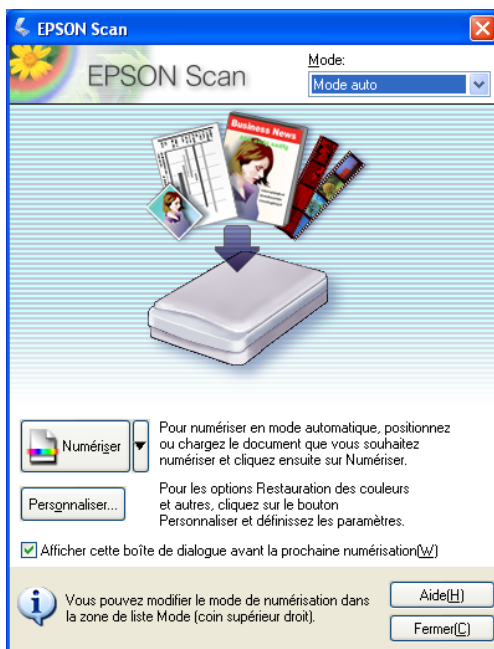 EPSON Scan
EPSON Scan
Mode:
Mode auto
Business News
Numériser
Pour numériser en mode automatique, positionnez
ou chargez le document que vous souhaitez
numériser et cliquez ensuite sur Numériser.
Personnaliser...
Pour les options Restauration des couleurs
et autres, cliquez sur le bouton
Personnaliser et définissez les paramètres.
Afficher cette boîte de dialogue avant la prochaine numérisation(W)
Vous pouvez modifier le mode de numérisation dans
la zone de liste Mode (coin supérieur droit).
Aide(H)
Fermer(C)